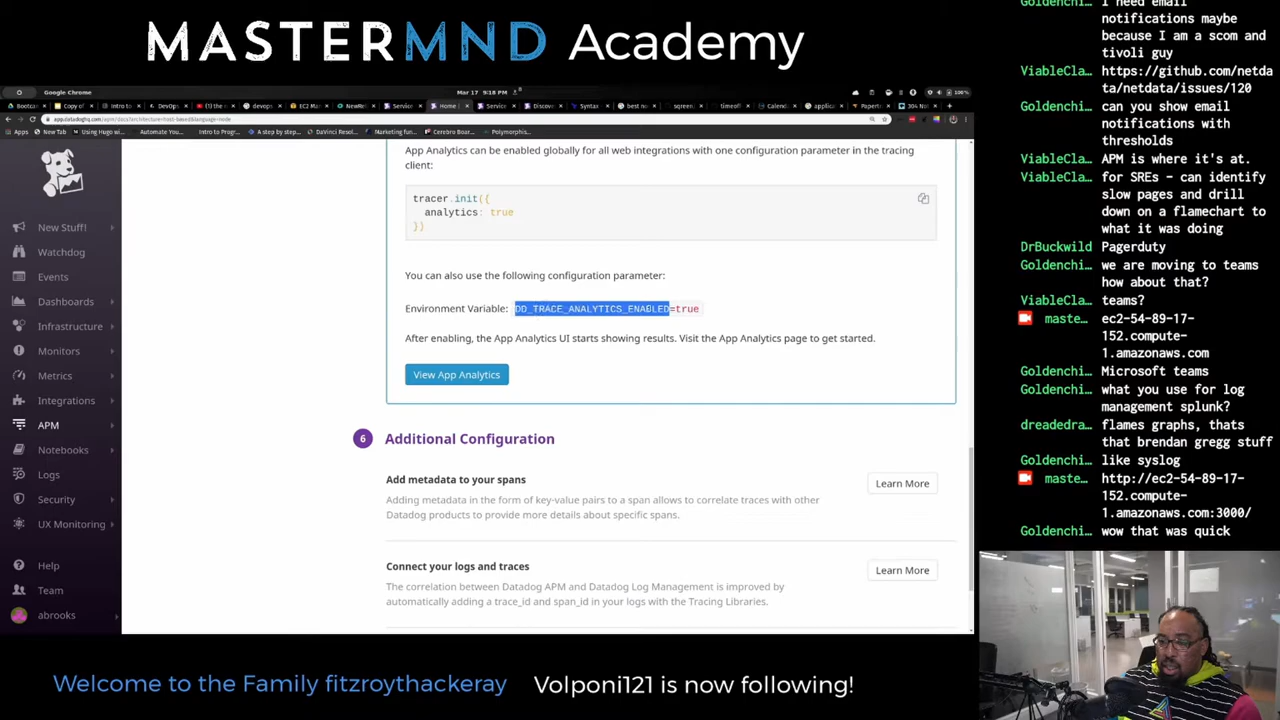 MASTERMND Academy
Google Chrome
Mar 17 9:18 PM
New Tab
App Analytics can be enabled globally for all web integrations with one configuration parameter in the tracing
client:
tracer.init({
analytics: true
})
You can also use the following configuration parameter:
Environment Variable: DD_TRACE_ANALYTICS_ENABLED=true
After enabling, the App Analytics UI starts showing results. Visit the App Analytics page to get started.
View App Analytics
6 Additional Configuration
Add metadata to your spans
Learn More
Adding metadata in the form of key-value pairs to a span allows to correlate traces with other
Datadog products to provide more details about specific spans.
Connect your logs and traces
Learn More
The correlation between Datadog APM and Datadog Log Management is improved by
automatically adding a trace_id and span_id in your logs with the Tracing Libraries.
New Stuff!
Watchdog
Events
Dashboards
Infrastructure
Monitors
Metrics
Integrations
APM
Notebooks
Logs
Security
UX Monitoring
Help
Team
abrooks
Goldenchi… I need email
notifications maybe
because I am a scom and
tivoli guy
ViableCla… https://github.com/netda
ta/netdata/issues/120
Goldenchi… can you show email
notifications with
thresholds
ViableCla… APM is where it's at.
ViableCla… for SREs - can identify
slow pages and drill
down on a flamechart to
what it was doing
DrBuckwild Pagerduty
Goldenchi… we are moving to teams
how about that?
ViableCla… teams?
maste… ec2-54-89-17-
152.compute-
1.amazonaws.com
Goldenchi… Microsoft teams
Goldenchi… what you use for log
management splunk?
dreadedra… flames graphs, thats
that brendan gregg stuff
Goldenchi… like syslog
maste… http://ec2-54-89-17-
152.compute-
1.amazonaws.com:3000/
Goldenchi… wow that was quick
Welcome to the Family fitzroythackeray
Volponi121 is now following!